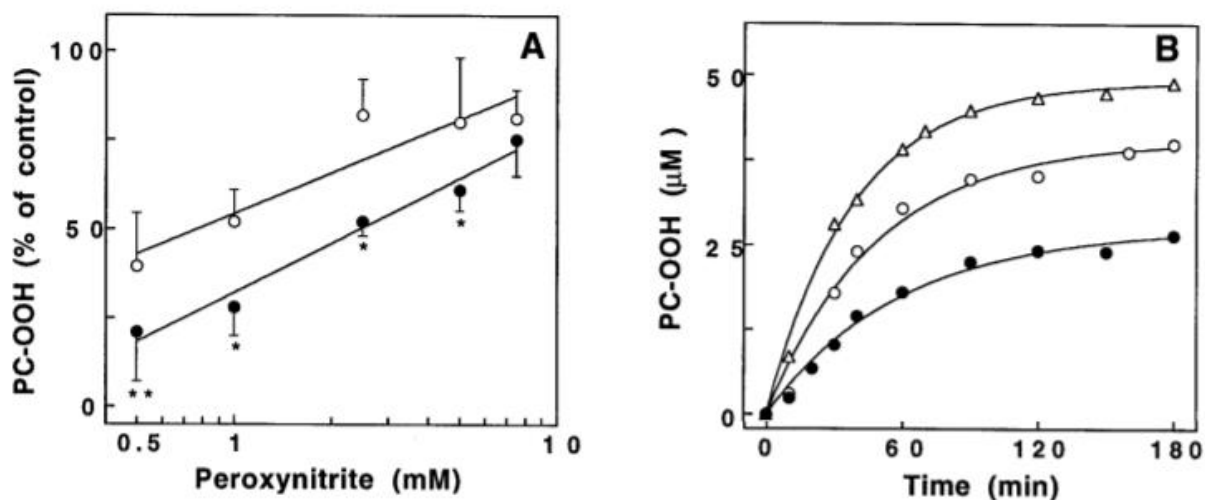 A
PC-OOH (% of control)
100
50
0
* *
*
*
*
0.5
1
10
Peroxynitrite (mM)
B
PC-OOH (μM)
50
25
0
0
60
120
180
Time (min)